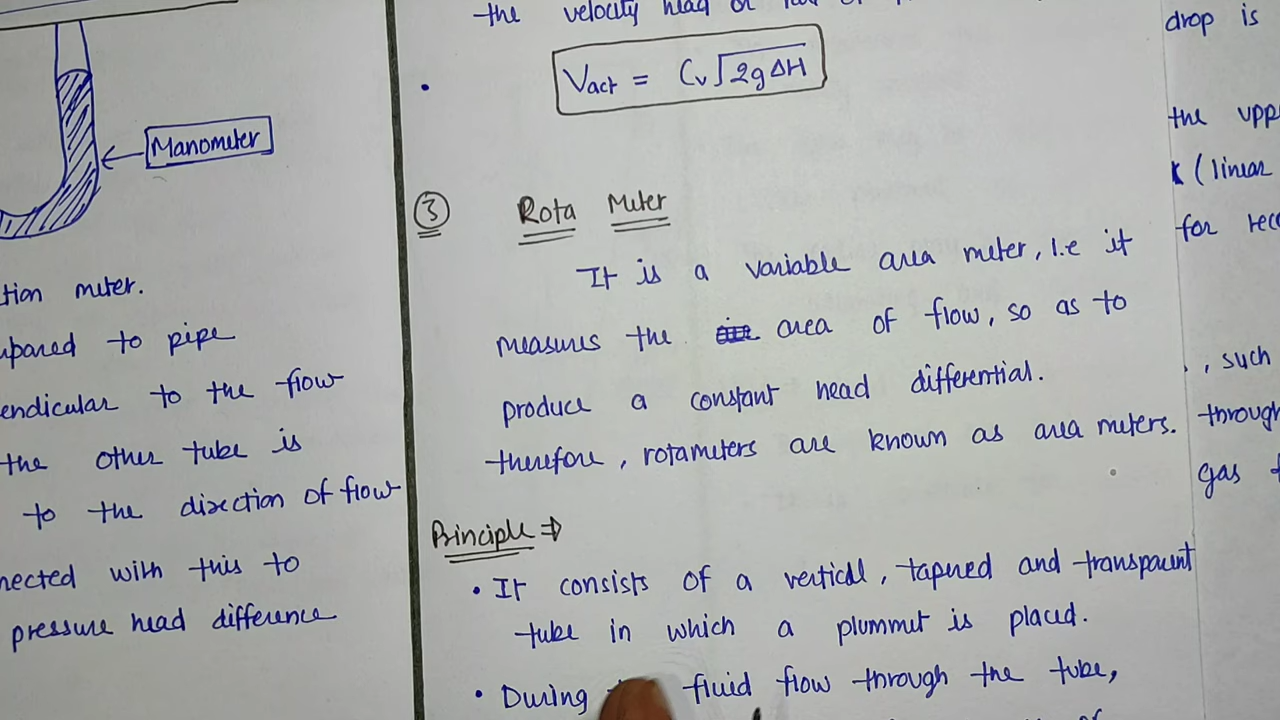 Manometer
tion meter.
to pipe
endicular to the flow
the other tube is
to the direction of flow
nected with this to
pressure head difference
the velocity head
Vact = Cv√2gΔH
③ Rota Meter
It is a variable area meter, i.e it
measures the area of flow, so as to
produce a constant head differential.
therefore, rotameters are known as area meters.
Principle ⇒
• It consists of a vertical, tapered and transparent
tube in which a plummet is placed.
• During fluid flow through the tube,
of
drop is
the upp
(linear
for rec
, such
through
gas